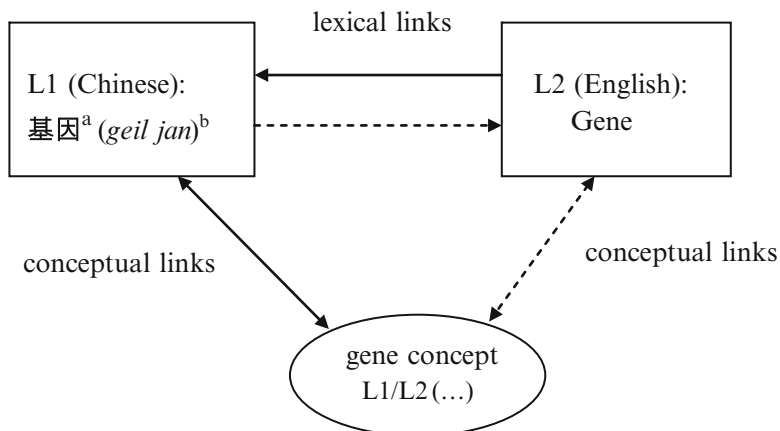 lexical links
L1 (Chinese):
基因a (geil jan)b
L2 (English):
Gene
conceptual links
conceptual links
gene concept
L1/L2 (…)